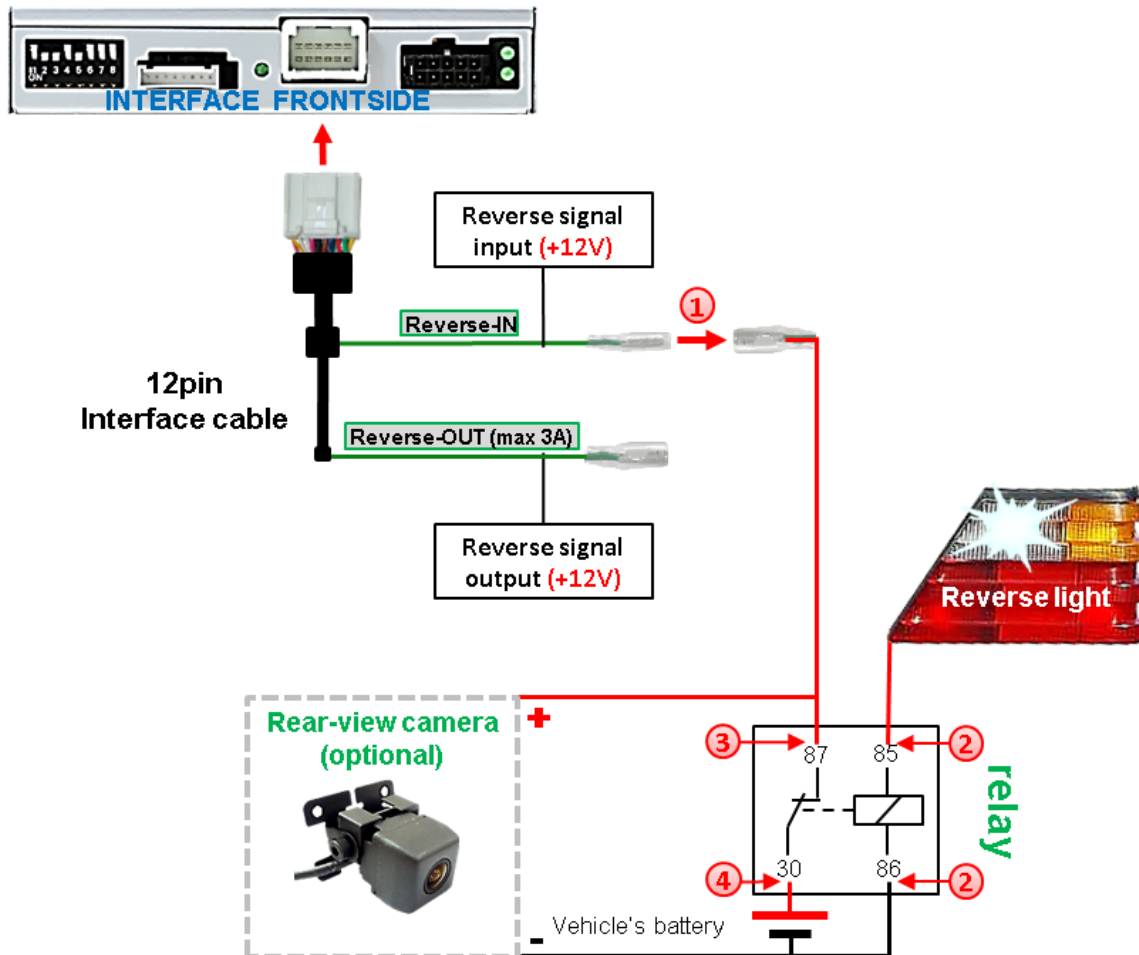 ON
1 2 3 4 5 6 7 8
INTERFACE FRONTSIDE
Reverse signal
input (+12V)
1
Reverse-IN
12pin
Interface cable
Reverse-OUT (max 3A)
Reverse signal
output (+12V)
Reverse light
Rear-view camera
(optional)
+
3
87
85
2
relay
4
30
86
2
Vehicle's battery
-